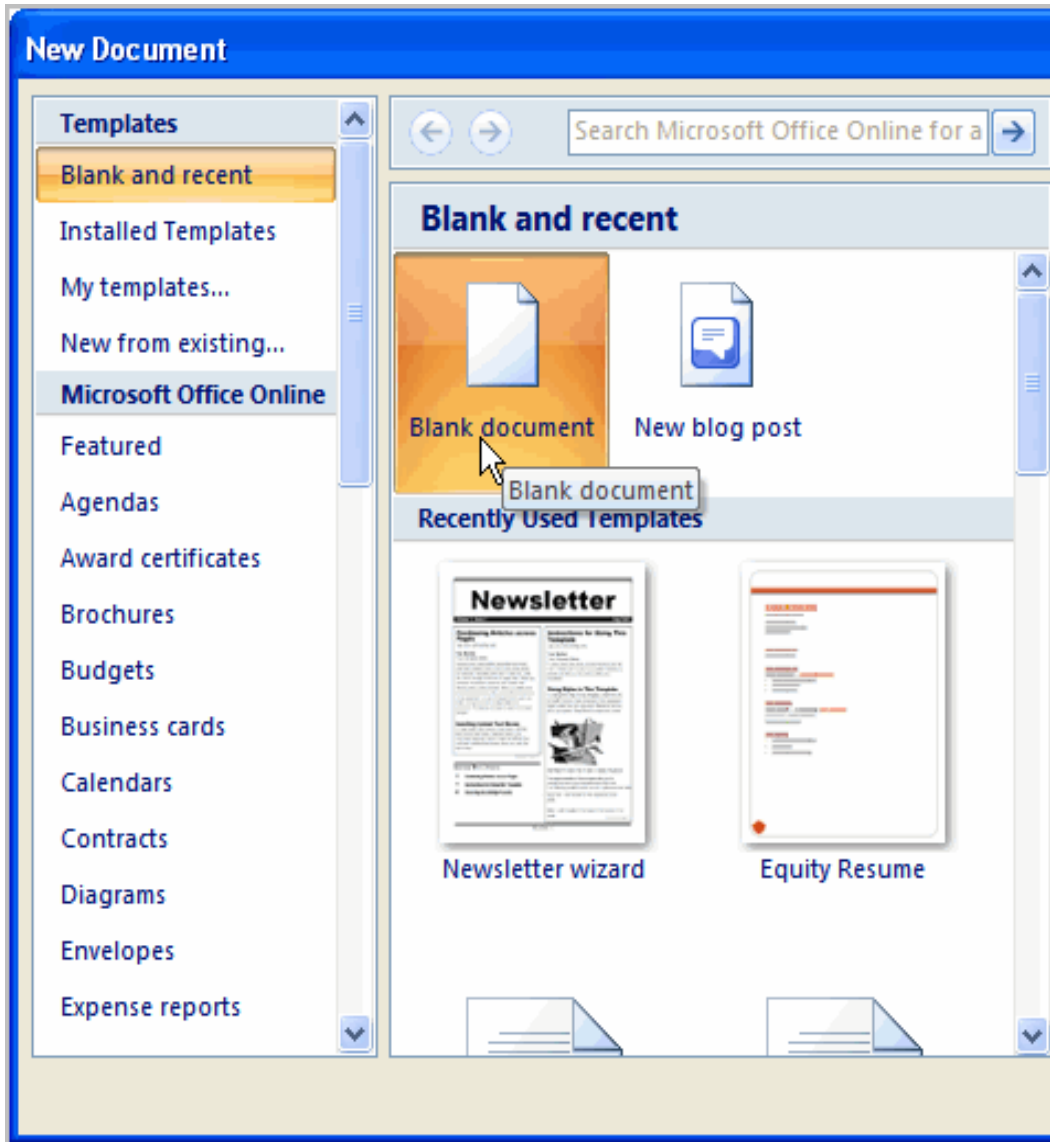 New Document
Templates
Blank and recent
Installed Templates
My templates...
New from existing...
Microsoft Office Online
Featured
Agendas
Award certificates
Brochures
Budgets
Business cards
Calendars
Contracts
Diagrams
Envelopes
Expense reports
Search Microsoft Office Online for a
Blank and recent
Blank document
New blog post
Blank document
Recently Used Templates
Newsletter
Newsletter wizard
Equity Resume